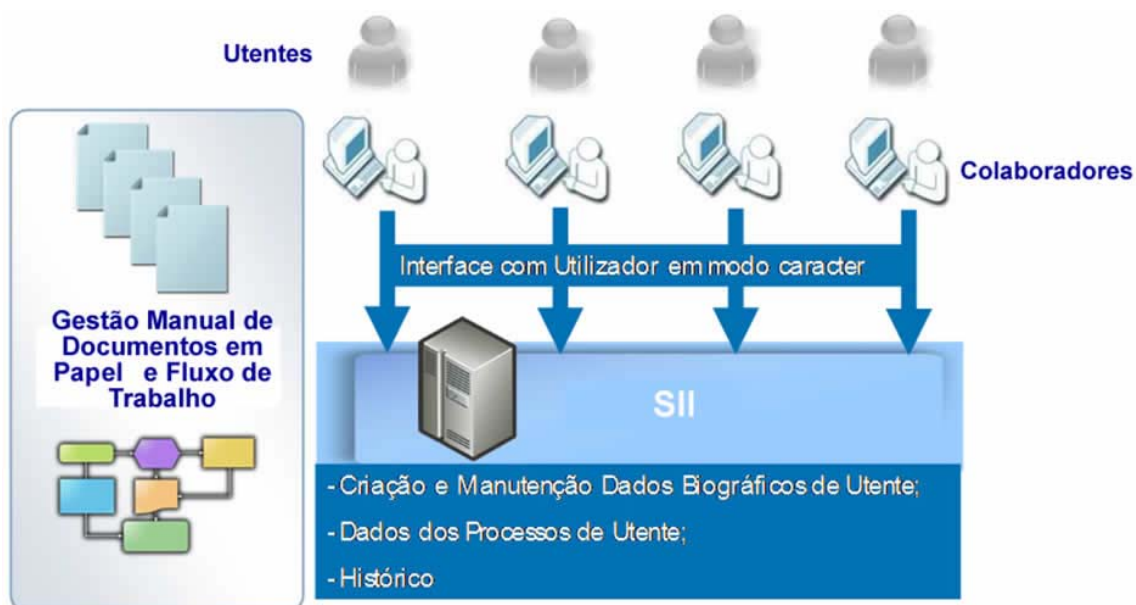 Utentes
Colaboradores
Interface com Utilizador em modo caracter
Gestão Manual de
Documentos em
Papel e Fluxo de
Trabalho
SII
- Criação e Manutenção Dados Biográficos de Utente;
- Dados dos Processos de Utente;
- Histórico